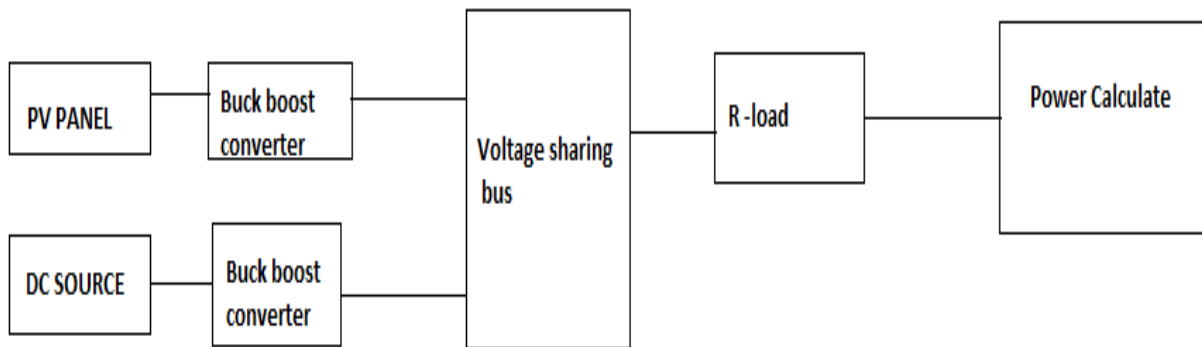 PV PANEL
Buck boost
converter
DC SOURCE
Buck boost
converter
Voltage sharing
bus
R -load
Power Calculate